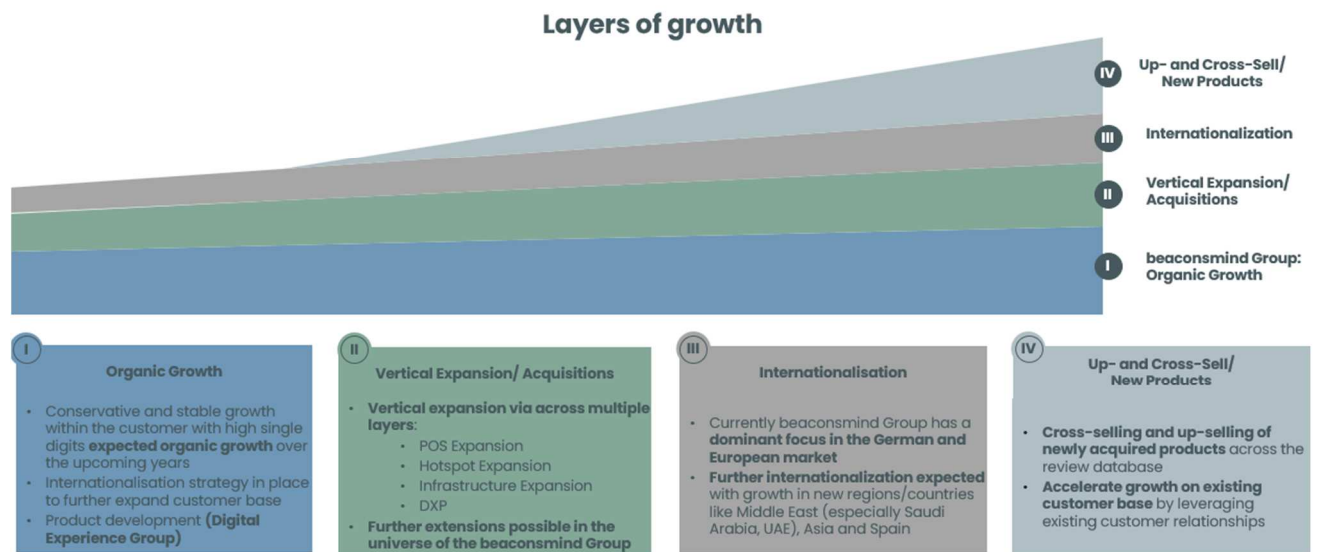 Layers of growth
IV
Up- and Cross-Sell/
New Products
III
Internationalization
II
Vertical Expansion/
Acquisitions
I
beaconsmind Group:
Organic Growth
I
Organic Growth
• Conservative and stable growth
within the customer with high single
digits expected organic growth over
the upcoming years
• Internationalisation strategy in place
to further expand customer base
• Product development (Digital
Experience Group)
II
Vertical Expansion/ Acquisitions
• Vertical expansion via across multiple
layers:
• POS Expansion
• Hotspot Expansion
• Infrastructure Expansion
• DXP
• Further extensions possible in the
universe of the beaconsmind Group
III
Internationalisation
• Currently beaconsmind Group has a
dominant focus in the German and
European market
• Further internationalization expected
with growth in new regions/countries
like Middle East (especially Saudi
Arabia, UAE), Asia and Spain
IV
Up- and Cross-Sell/
New Products
• Cross-selling and up-selling of
newly acquired products across the
review database
• Accelerate growth on existing
customer base by leveraging
existing customer relationships